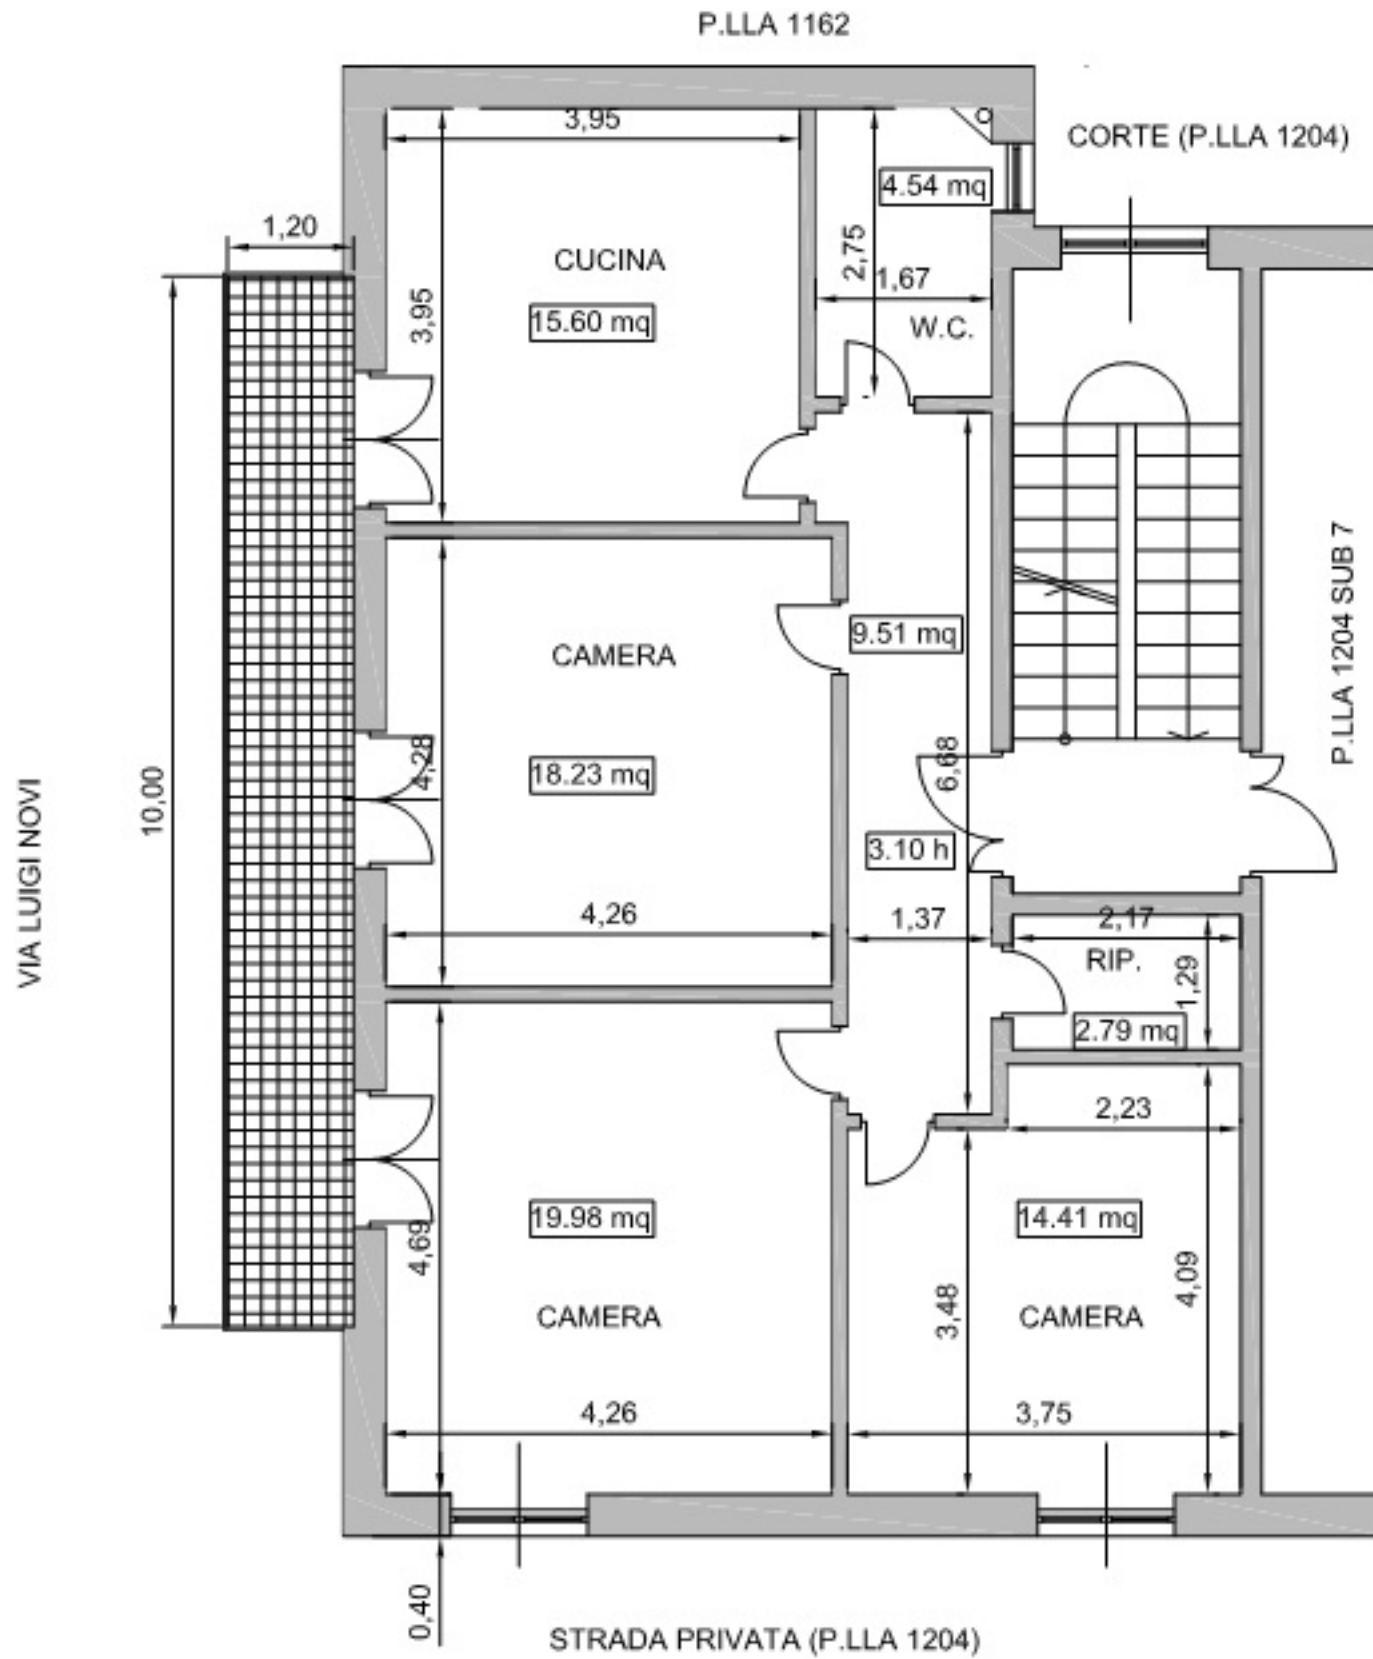 P.LLA 1162
3,95
CORTE (P.LLA 1204)
4.54 mq
1,20
2,75
CUCINA
1,67
3,95
15.60 mq
W.C.
P.LLA 1204 SUB 7
9.51 mq
CAMERA
4,28
18.23 mq
6,68
10,00
VIA LUIGI NOVI
3.10 h
4,26
1,37
2,17
RIP.
1,29
2.79 mq
2,23
19.98 mq
14.41 mq
4,69
4,09
3,48
CAMERA
CAMERA
4,26
3,75
0,40
STRADA PRIVATA (P.LLA 1204)